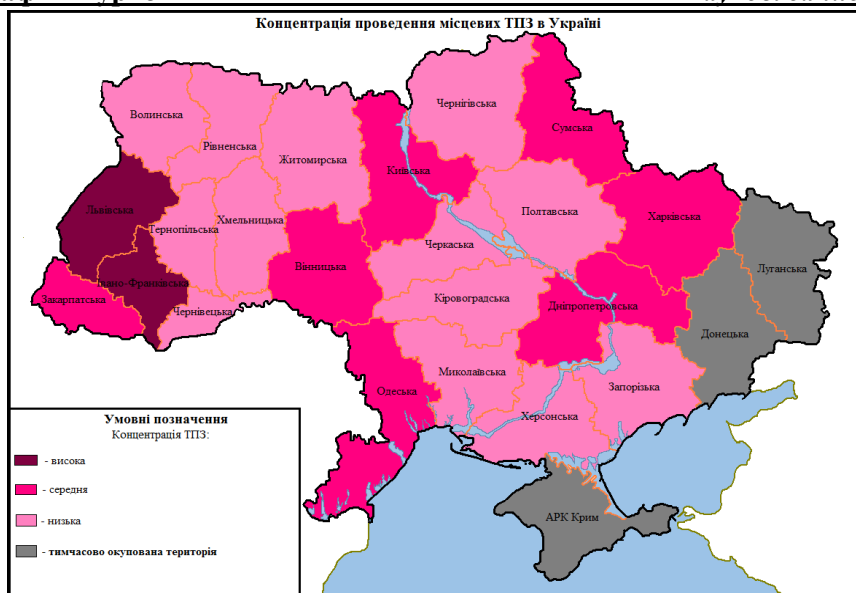 Концентрація проведення місцевих ТПЗ в Україні
Чернігівська
Волинська
Сумська
Рівненська
Житомирська
Київська
Львівська
Полтавська
Харківська
Хмельницька
Тернопільська
Черкаська
Вінницька
Луганська
Івано-Франківська
Закарпатська
Кіровоградська
Дніпропетровська
Чернівецька
Донецька
Миколаївська
Запорізька
Одеська
Херсонська
АРК Крим
Умовні позначення
Концентрація ТПЗ:
- висока
- середня
- низька
- тимчасово окупована територія